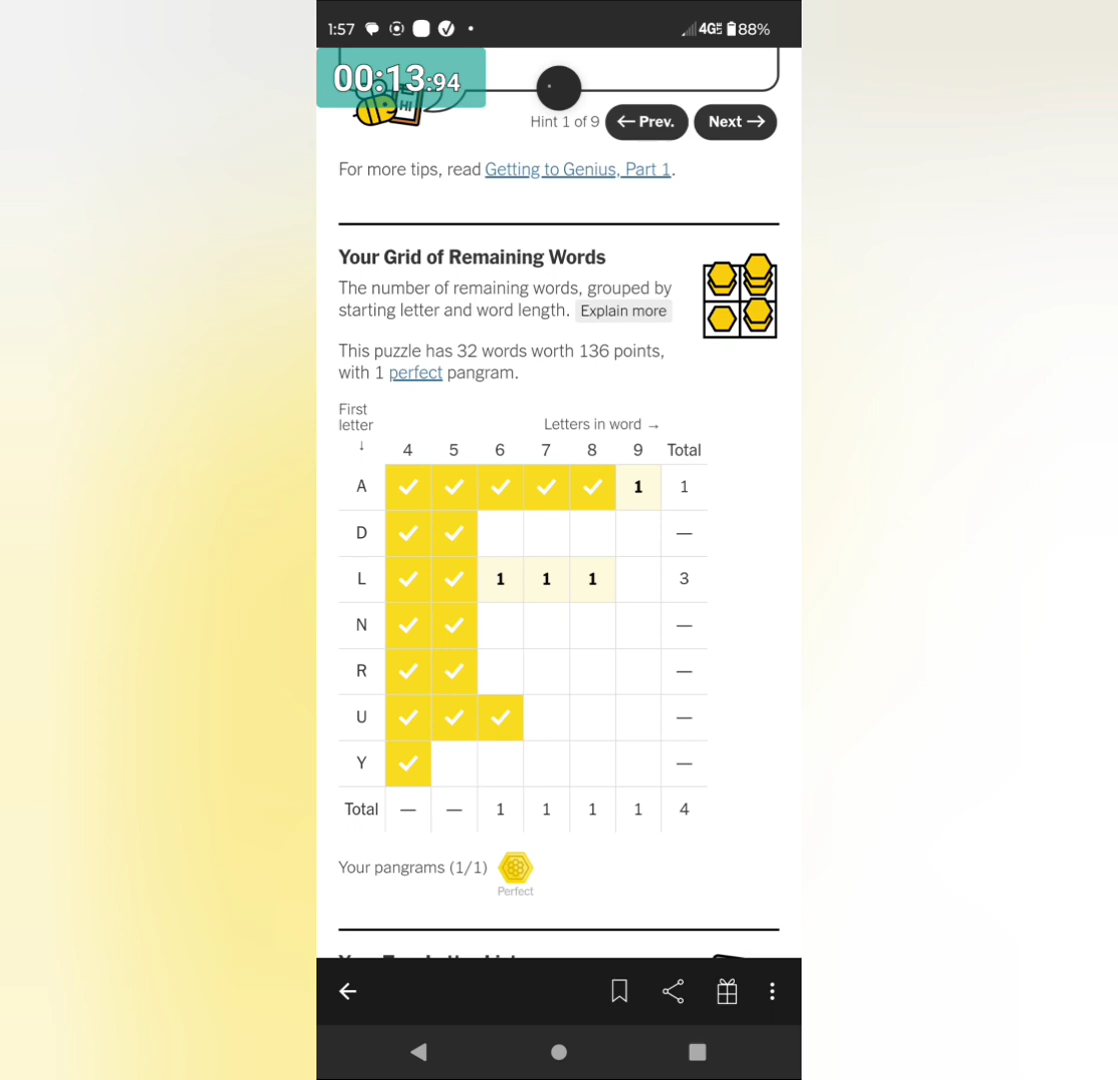 1:57 4G 88%
00:13:94
HI
Hint 1 of 9 ← Prev. Next →
For more tips, read Getting to Genius, Part 1.
Your Grid of Remaining Words
The number of remaining words, grouped by
starting letter and word length. Explain more
This puzzle has 32 words worth 136 points,
with 1 perfect pangram.
First
letter
↓
Letters in word →
4 5 6 7 8 9 Total
A ✓ ✓ ✓ ✓ ✓ 1 1
D ✓ ✓ —
L ✓ ✓ 1 1 1 3
N ✓ ✓ —
R ✓ ✓ —
U ✓ ✓ ✓ —
Y ✓ —
Total — — 1 1 1 1 4
Your pangrams (1/1)
Perfect